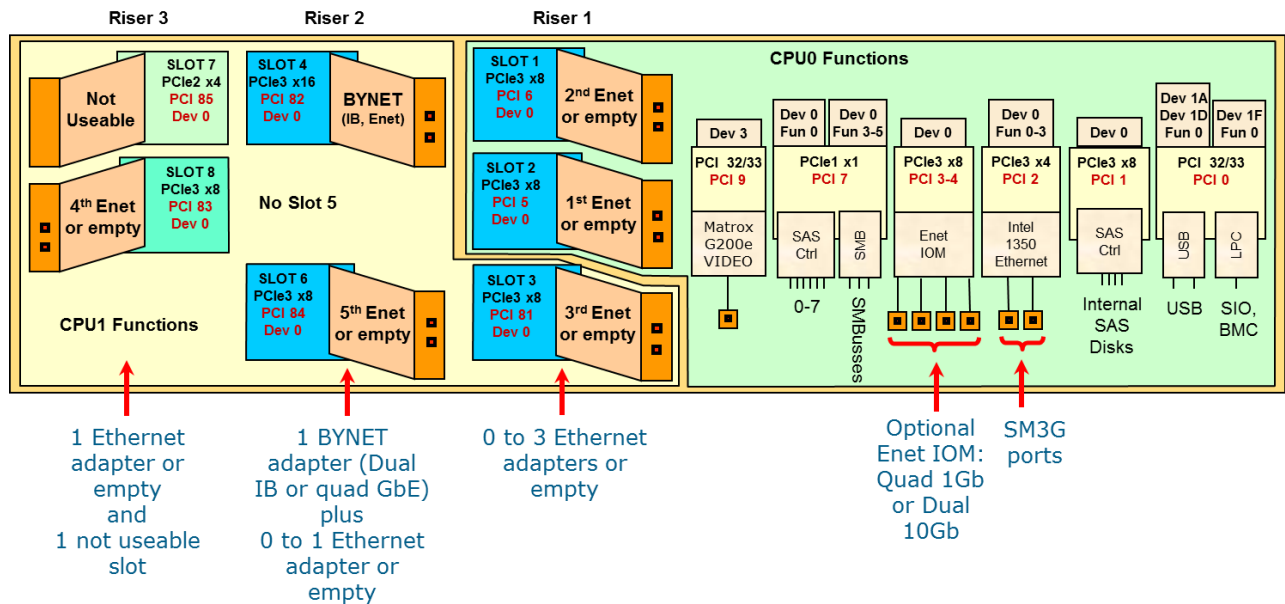 Riser 3
Riser 2
Riser 1
SLOT 7
PCIe2 x4
PCI 85
Dev 0
Not
Useable
SLOT 8
PCIe3 x8
PCI 83
Dev 0
4th Enet
or empty
CPU1 Functions
SLOT 4
PCIe3 x16
PCI 82
Dev 0
BYNET
(IB, Enet)
No Slot 5
SLOT 6
PCIe3 x8
PCI 84
Dev 0
5th Enet
or empty
SLOT 1
PCIe3 x8
PCI 6
Dev 0
2nd Enet
or empty
SLOT 2
PCIe3 x8
PCI 5
Dev 0
1st Enet
or empty
SLOT 3
PCIe3 x8
PCI 81
Dev 0
3rd Enet
or empty
CPU0 Functions
Dev 3
PCI 32/33
PCI 9
Matrox
G200e
VIDEO
Dev 0
Fun 0
Dev 0
Fun 3-5
PCIe1 x1
PCI 7
SAS
Ctrl
SMB
0-7
SMBusses
Dev 0
PCIe3 x8
PCI 3-4
Enet
IOM
Dev 0
Fun 0-3
PCIe3 x4
PCI 2
Intel
1350
Ethernet
Dev 0
PCIe3 x8
PCI 1
SAS
Ctrl
Internal
SAS
Disks
Dev 1A
Dev 1D
Fun 0
Dev 1F
Fun 0
PCI 32/33
PCI 0
USB
LPC
USB
SIO,
BMC
1 Ethernet
adapter or
empty
and
1 not useable
slot
1 BYNET
adapter (Dual
IB or quad GbE)
plus
0 to 1 Ethernet
adapter or
empty
0 to 3 Ethernet
adapters or
empty
Optional
Enet IOM:
Quad 1Gb
or Dual
10Gb
SM3G
ports